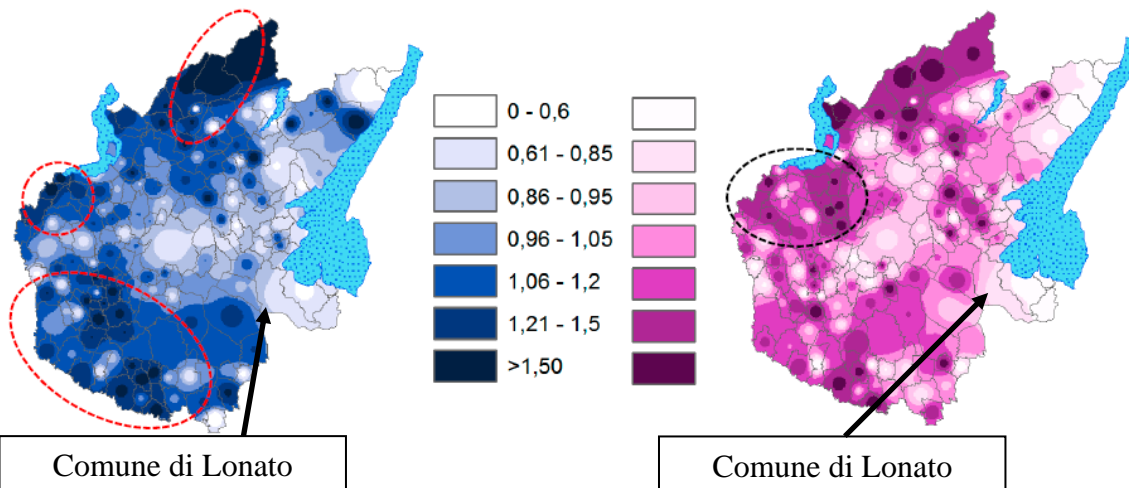 0 - 0,6
0,61 - 0,85
0,86 - 0,95
0,96 - 1,05
1,06 - 1,2
1,21 - 1,5
>1,50
Comune di Lonato
Comune di Lonato